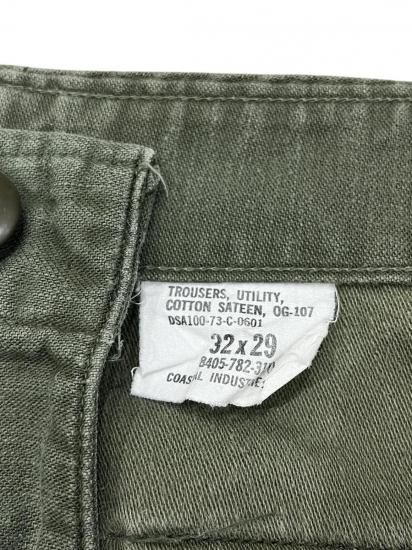 TROUSERS, UTILITY,
COTTON SATEEN, OG-107
DSA100-73-C-0601
32 x 29
8405-782-310